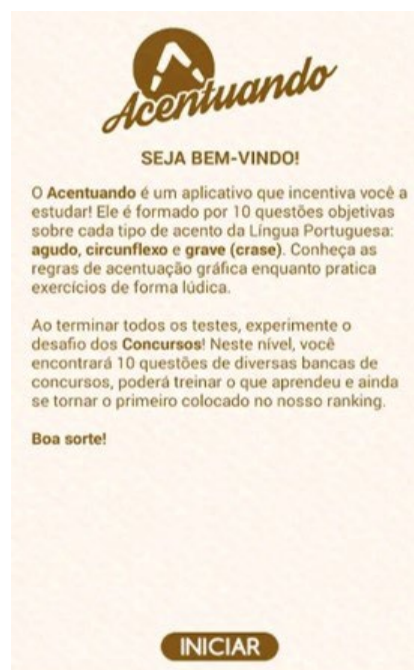 Acentuando
SEJA BEM-VINDO!
O Acentuando é um aplicativo que incentiva você a
estudar! Ele é formado por 10 questões objetivas
sobre cada tipo de acento da Língua Portuguesa:
agudo, circunflexo e grave (crase). Conheça as
regras de acentuação gráfica enquanto pratica
exercícios de forma lúdica.
Ao terminar todos os testes, experimente o
desafio dos Concursos! Neste nível, você
encontrará 10 questões de diversas bancas de
concursos, poderá treinar o que aprendeu e ainda
se tornar o primeiro colocado no nosso ranking.
Boa sorte!
INICIAR